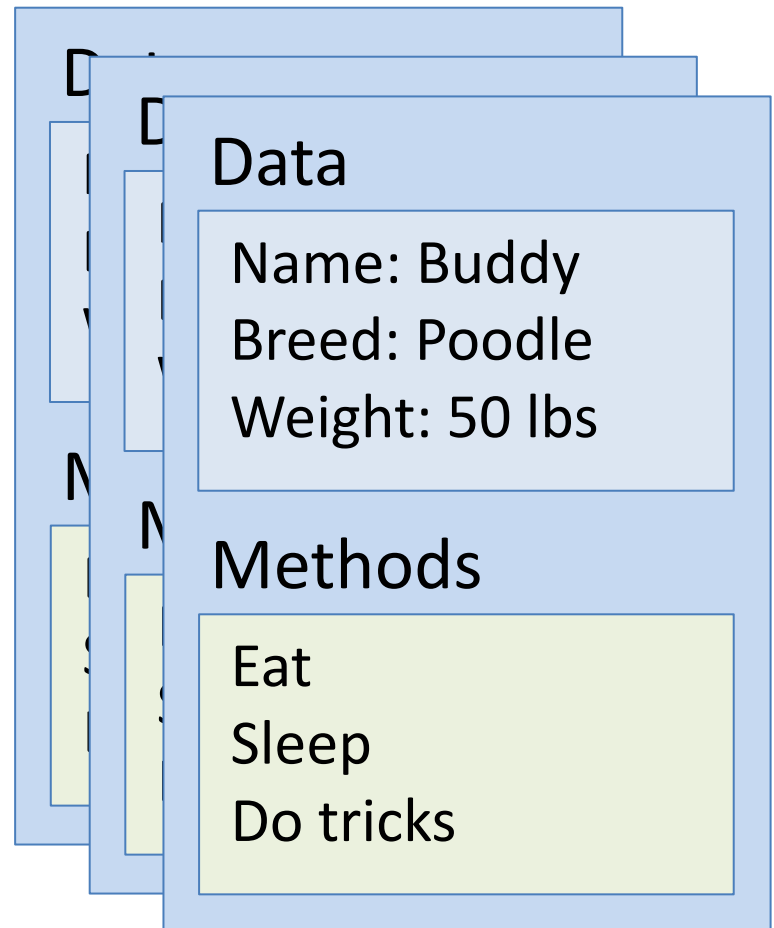 Data
Name: Buddy
Breed: Poodle
Weight: 50 lbs
Methods
Eat
Sleep
Do tricks